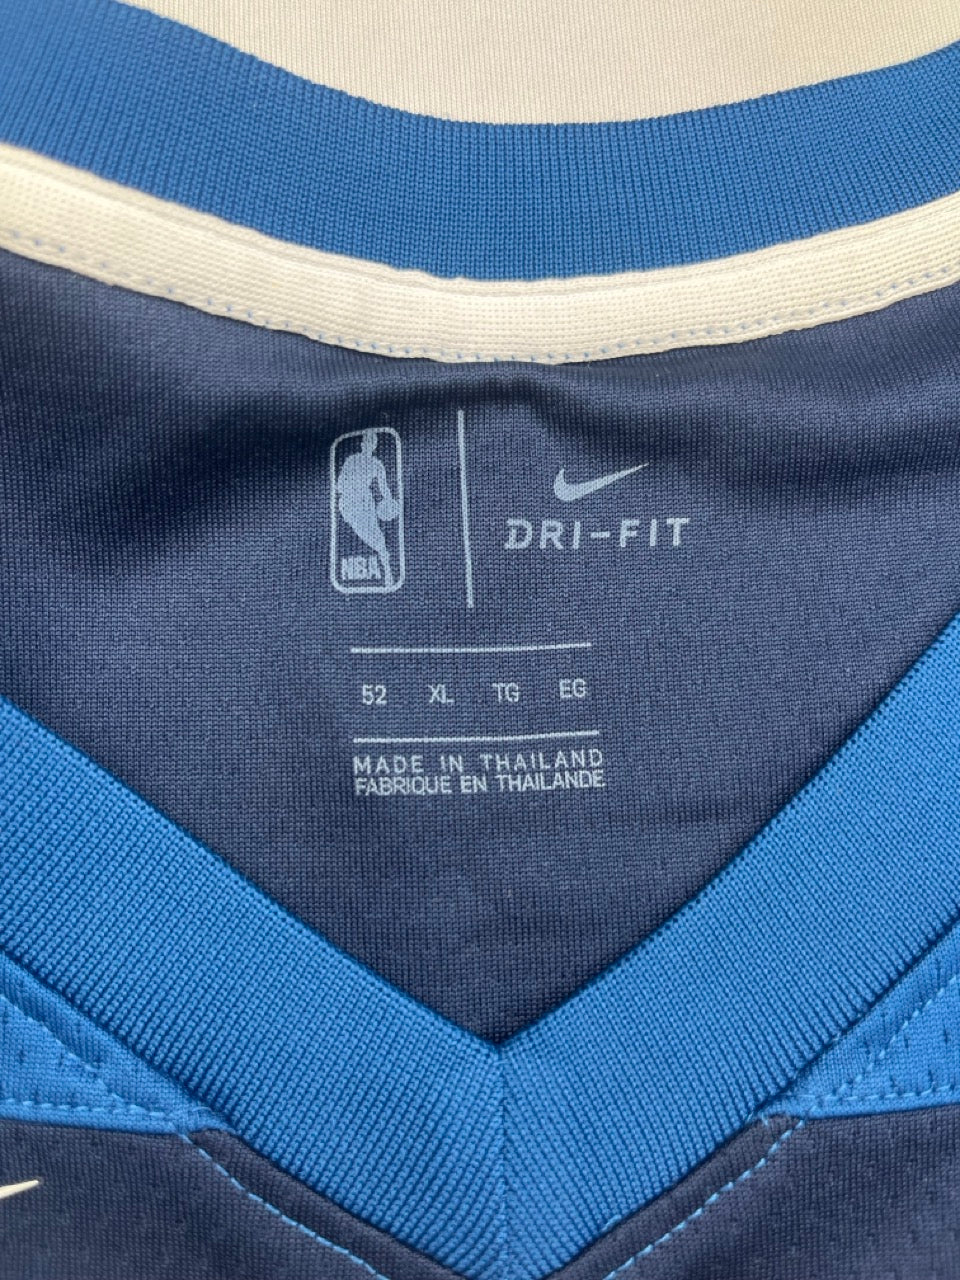 NBA
DRI-FIT
52 XL TG EG
MADE IN THAILAND
FABRIQUE EN THAILANDE